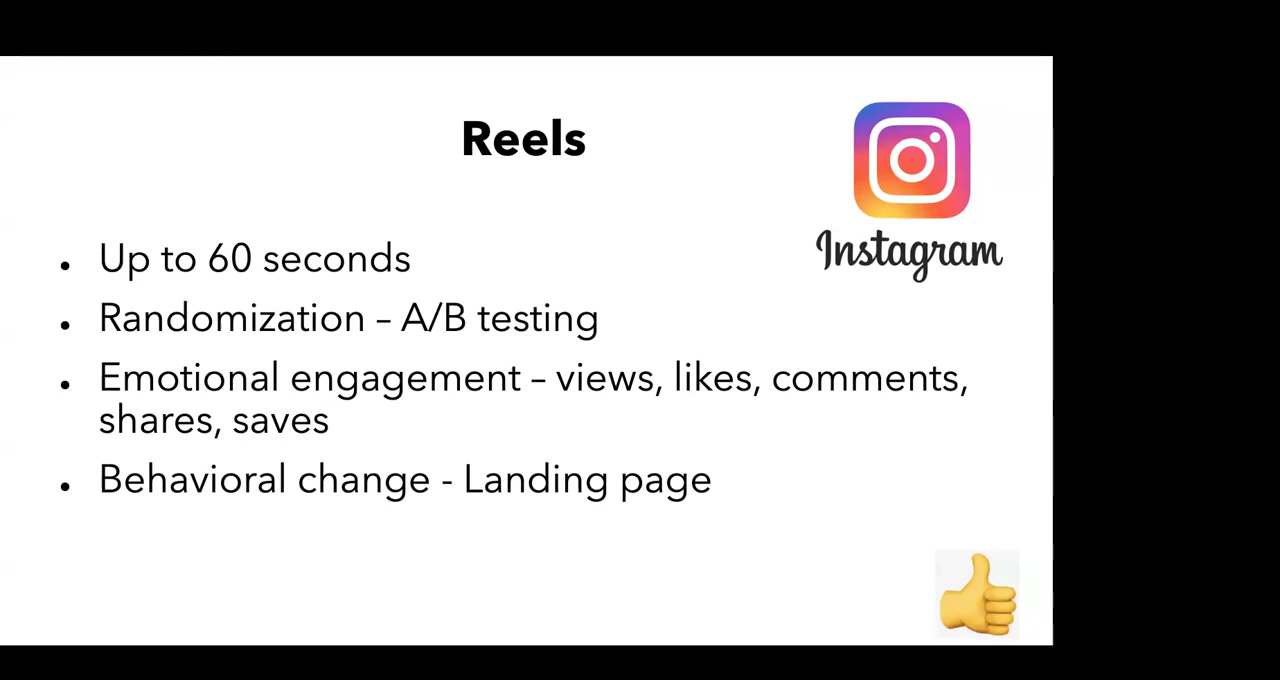 Reels
Instagram
• Up to 60 seconds
• Randomization – A/B testing
• Emotional engagement – views, likes, comments,
shares, saves
• Behavioral change - Landing page